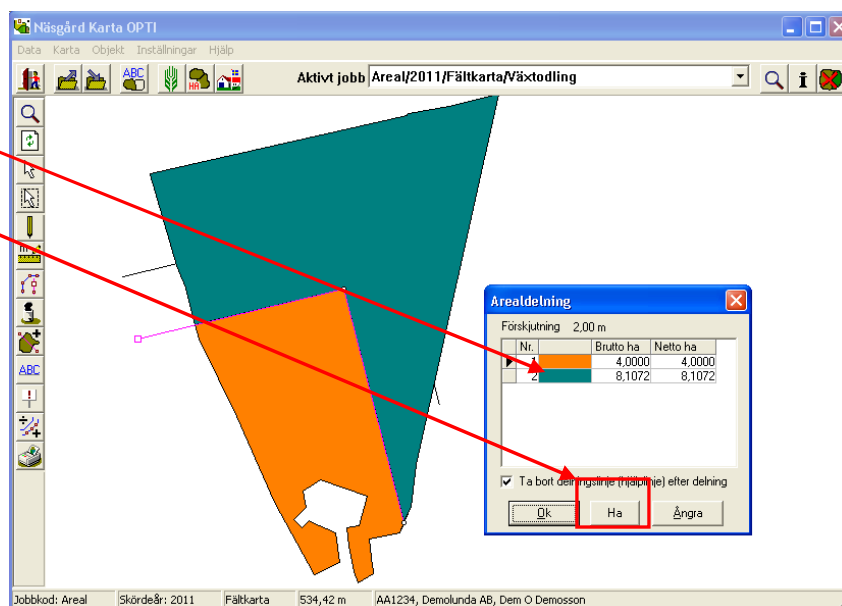 Näsgård Karta OPTI
Data Karta Objekt Inställningar Hjälp
ABC HA Aktivt jobb Areal/2011/Fältkarta/Växtodling i
Arealdelning
Förskjutning 2,00 m
Nr. Brutto ha Netto ha
1 4,0000 4,0000
2 8,1072 8,1072
Ta bort delningslinje (hjälplinje) efter delning
Ok Ha Ångra
m²
ABC
Jobbkod: Areal Skördeår: 2011 Fältkarta 534,42 m AA1234, Demolunda AB, Dem O Demosson